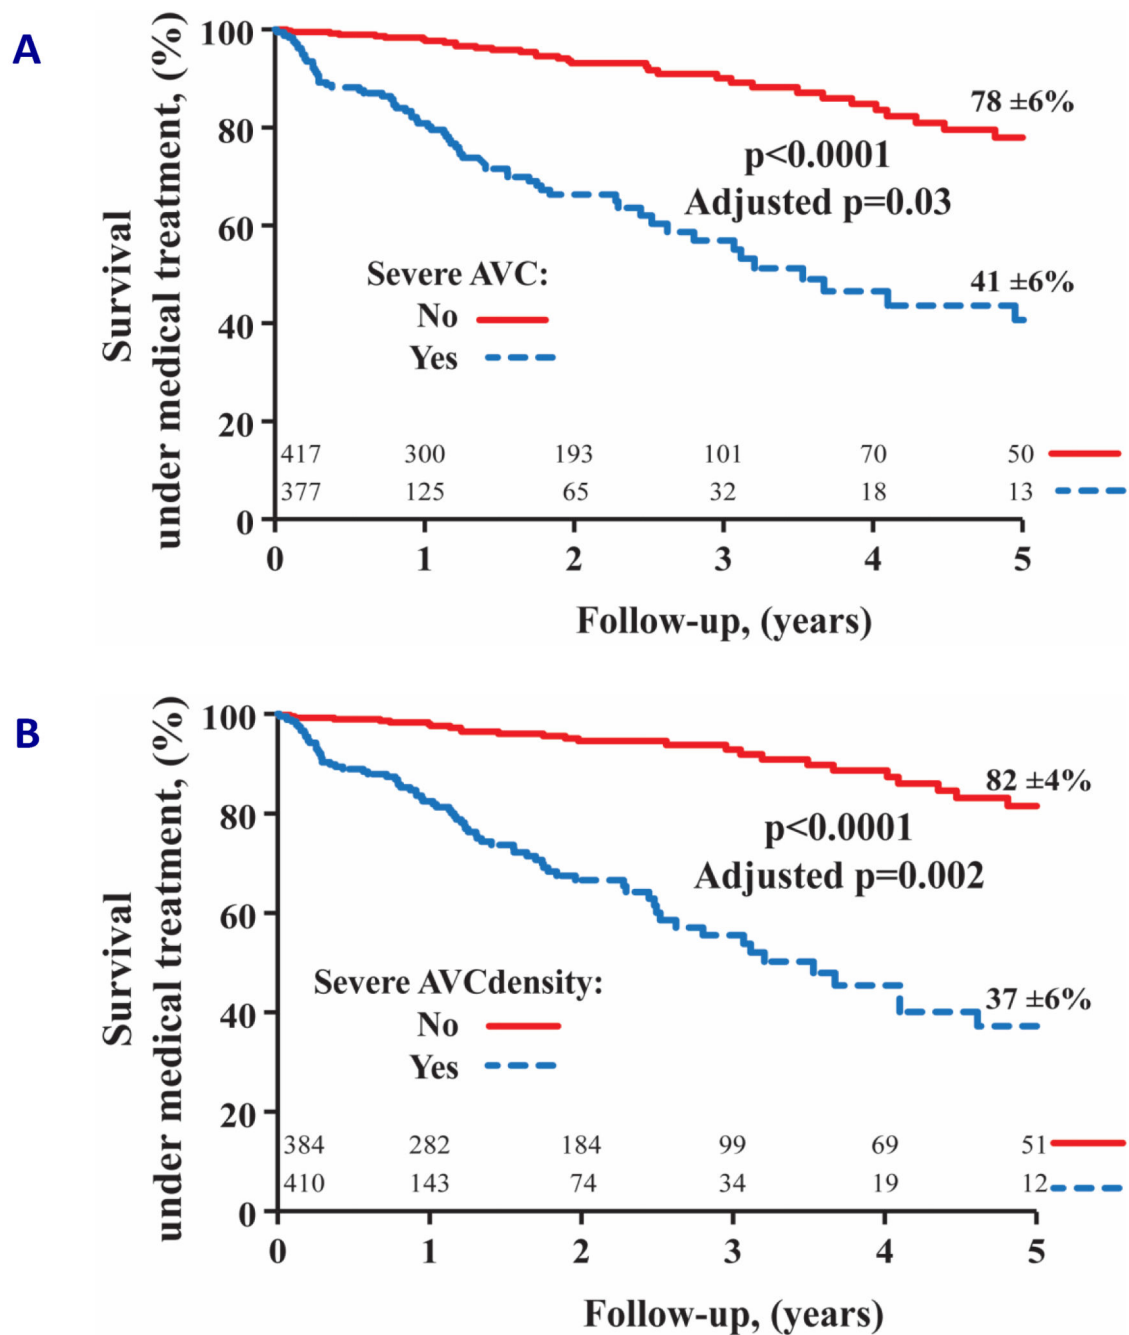 A
Survival
under medical treatment, (%)
100
80
60
40
20
0
78 ±6%
p<0.0001
Adjusted p=0.03
41 ±6%
Severe AVC:
No
Yes
417 300 193 101 70 50
377 125 65 32 18 13
0 1 2 3 4 5
Follow-up, (years)
B
Survival
under medical treatment, (%)
100
80
60
40
20
0
82 ±4%
p<0.0001
Adjusted p=0.002
37 ±6%
Severe AVCdensity:
No
Yes
384 282 184 99 69 51
410 143 74 34 19 12
0 1 2 3 4 5
Follow-up, (years)